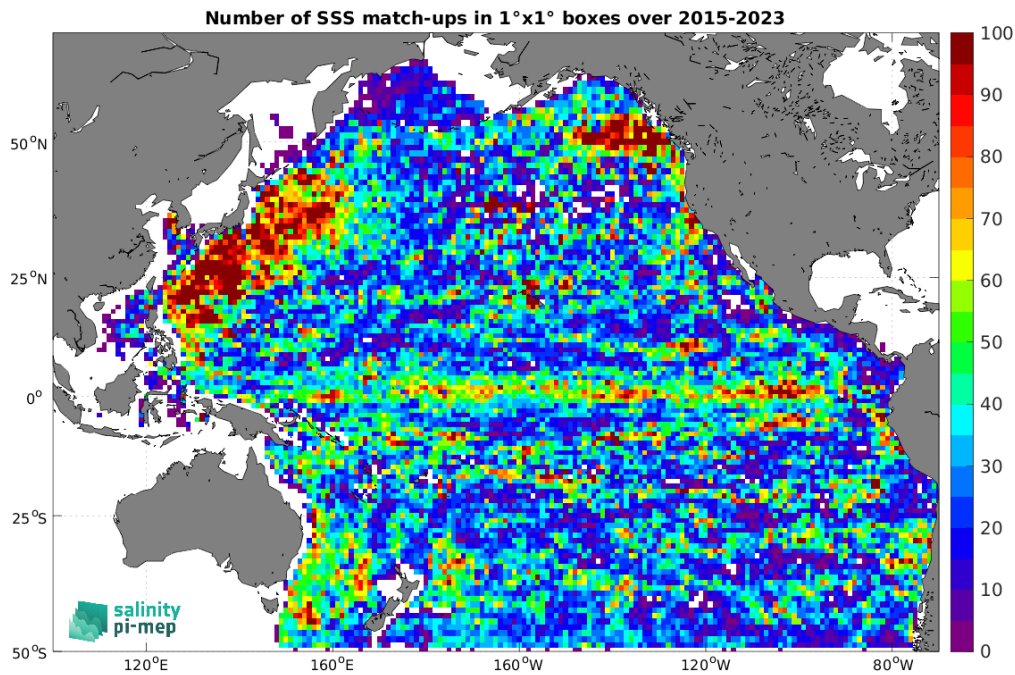 Number of SSS match-ups in 1°x1° boxes over 2015-2023
100
90
80
70
60
50
40
30
20
10
0
50°N
25°N
0°
25°S
50°S
120°E
160°E
160°W
120°W
80°W
salinity
pi-mep